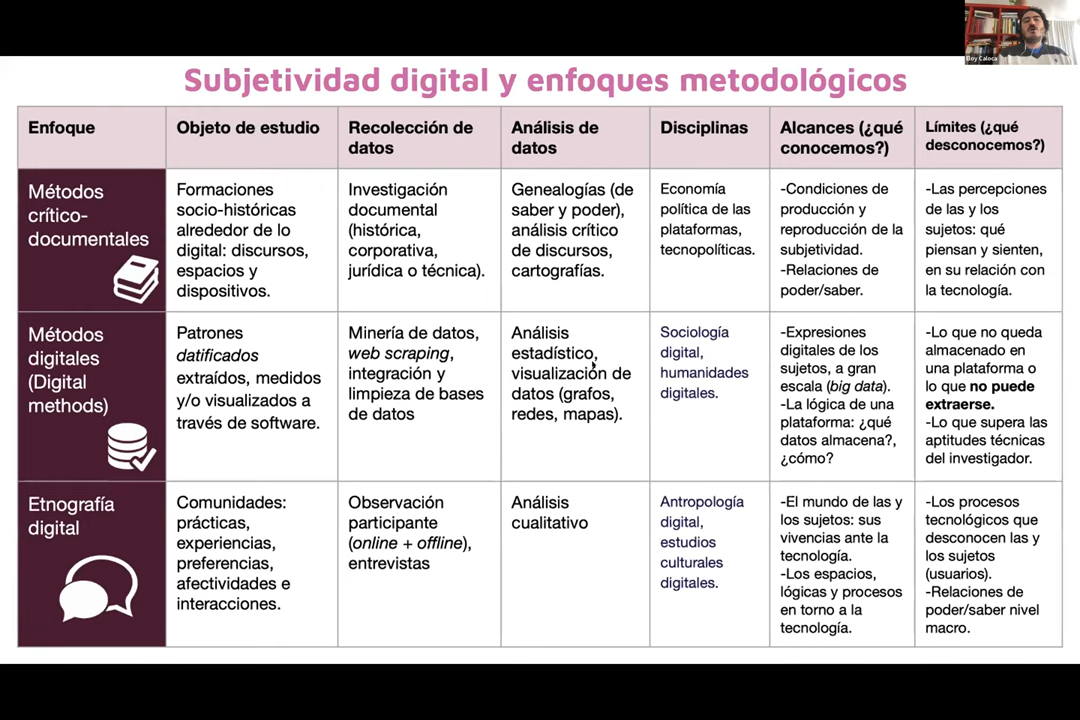 Eloy Caloca
Subjetividad digital y enfoques metodológicos
Enfoque
Objeto de estudio
Recolección de
datos
Análisis de
datos
Disciplinas
Alcances (¿qué
conocemos?)
Límites (¿qué
desconocemos?)
Métodos
crítico-
documentales
Formaciones
socio-históricas
alrededor de lo
digital: discursos,
espacios y
dispositivos.
Investigación
documental
(histórica,
corporativa,
jurídica o técnica).
Genealogías (de
saber y poder),
análisis crítico
de discursos,
cartografías.
Economía
política de las
plataformas,
tecnopolíticas.
-Condiciones de
producción y
reproducción de la
subjetividad.
-Relaciones de
poder/saber.
-Las percepciones
de las y los
sujetos: qué
piensan y sienten,
en su relación con
la tecnología.
Métodos
digitales
(Digital
methods)
Patrones
datificados
extraídos, medidos
y/o visualizados a
través de software.
Minería de datos,
web scraping,
integración y
limpieza de bases
de datos
Análisis
estadístico,
visualización de
datos (grafos,
redes, mapas).
Sociología
digital,
humanidades
digitales.
-Expresiones
digitales de los
sujetos, a gran
escala (big data).
-La lógica de una
plataforma: ¿qué
datos almacena?,
¿cómo?
-Lo que no queda
almacenado en
una plataforma o
lo que no puede
extraerse.
-Lo que supera las
aptitudes técnicas
del investigador.
Etnografía
digital
Comunidades:
prácticas,
experiencias,
preferencias,
afectividades e
interacciones.
Observación
participante
(online + offline),
entrevistas
Análisis
cualitativo
Antropología
digital,
estudios
culturales
digitales.
-El mundo de las y
los sujetos: sus
vivencias ante la
tecnología.
-Los espacios,
lógicas y procesos
en torno a la
tecnología.
-Los procesos
tecnológicos que
desconocen las y
los sujetos
(usuarios).
-Relaciones de
poder/saber nivel
macro.